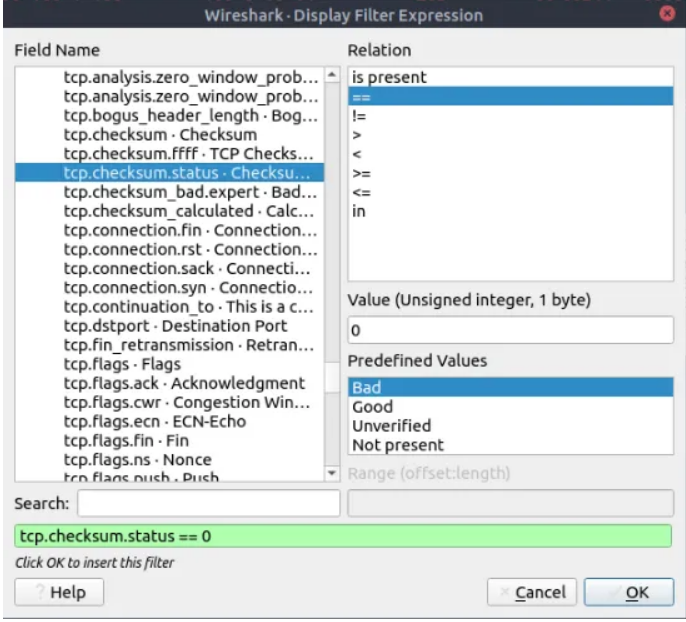 Wireshark · Display Filter Expression
Field Name
tcp.analysis.zero_window_prob...
tcp.analysis.zero_window_prob...
tcp.bogus_header_length · Bog...
tcp.checksum · Checksum
tcp.checksum.ffff · TCP Checks...
tcp.checksum.status · Checksu...
tcp.checksum_bad.expert · Bad...
tcp.checksum_calculated · Calc...
tcp.connection.fin · Connection...
tcp.connection.rst · Connection...
tcp.connection.sack · Connecti...
tcp.connection.syn · Connectio...
tcp.continuation_to · This is a c...
tcp.dstport · Destination Port
tcp.fin_retransmission · Retran...
tcp.flags · Flags
tcp.flags.ack · Acknowledgment
tcp.flags.cwr · Congestion Win...
tcp.flags.ecn · ECN-Echo
tcp.flags.fin · Fin
tcp.flags.ns · Nonce
tcp.flags.push · Push
Relation
is present
==
!=
>
<
>=
<=
in
Value (Unsigned integer, 1 byte)
0
Predefined Values
Bad
Good
Unverified
Not present
Range (offset:length)
Search:
tcp.checksum.status == 0
Click OK to insert this filter
? Help
Cancel
OK